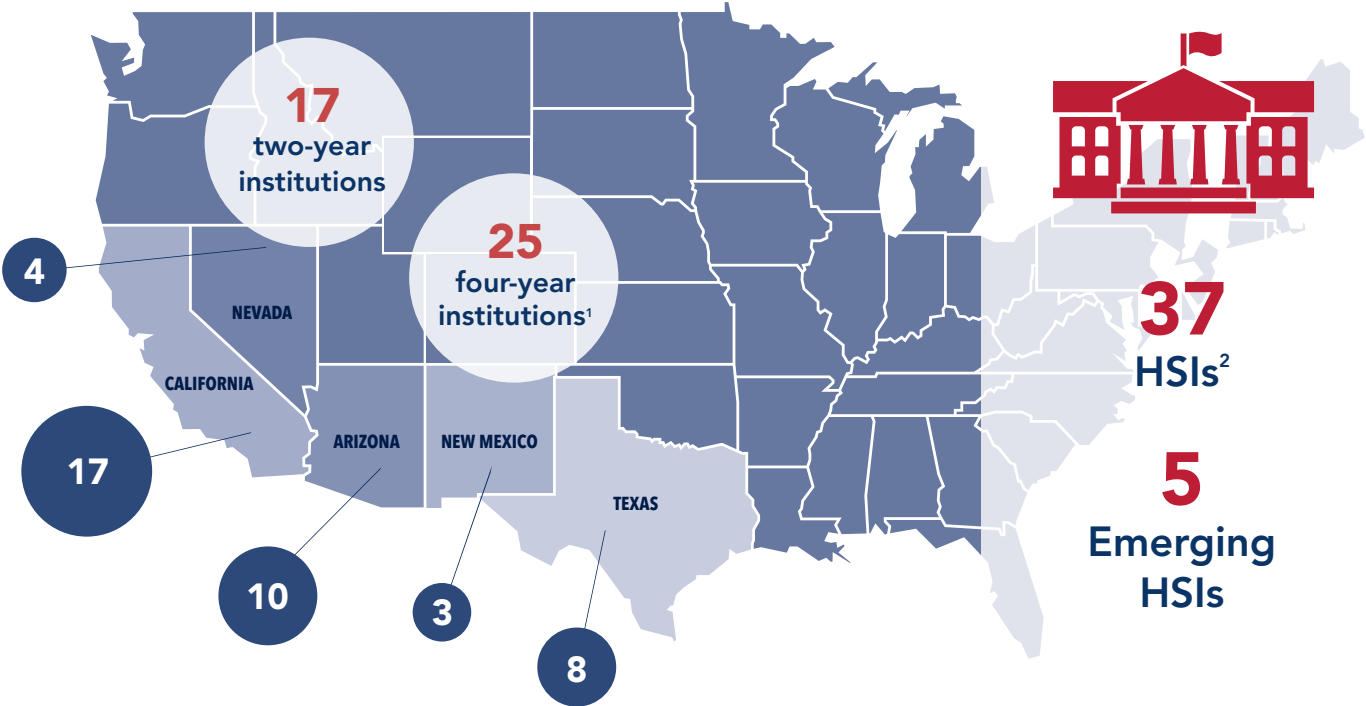 17
two-year
institutions
25
four-year
institutions¹
4
NEVADA
CALIFORNIA
17
ARIZONA
10
NEW MEXICO
3
TEXAS
8
37
HSIs²
5
Emerging
HSIs